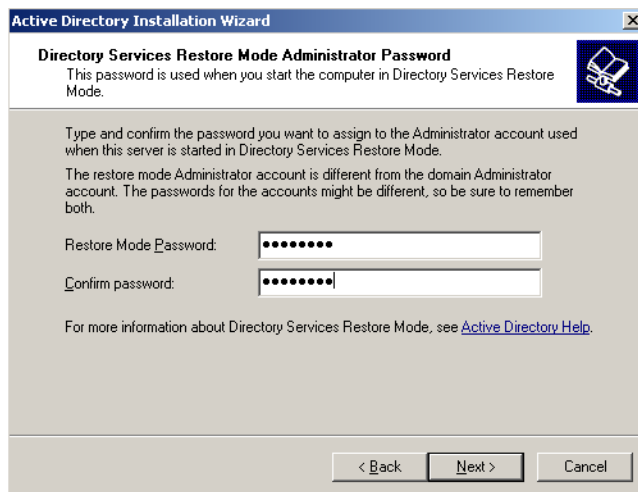 Active Directory Installation Wizard
Directory Services Restore Mode Administrator Password
This password is used when you start the computer in Directory Services Restore
Mode.
Type and confirm the password you want to assign to the Administrator account used
when this server is started in Directory Services Restore Mode.
The restore mode Administrator account is different from the domain Administrator
account. The passwords for the accounts might be different, so be sure to remember
both.
Restore Mode Password: ●●●●●●●●
Confirm password: ●●●●●●●●
For more information about Directory Services Restore Mode, see Active Directory Help.
< Back Next > Cancel